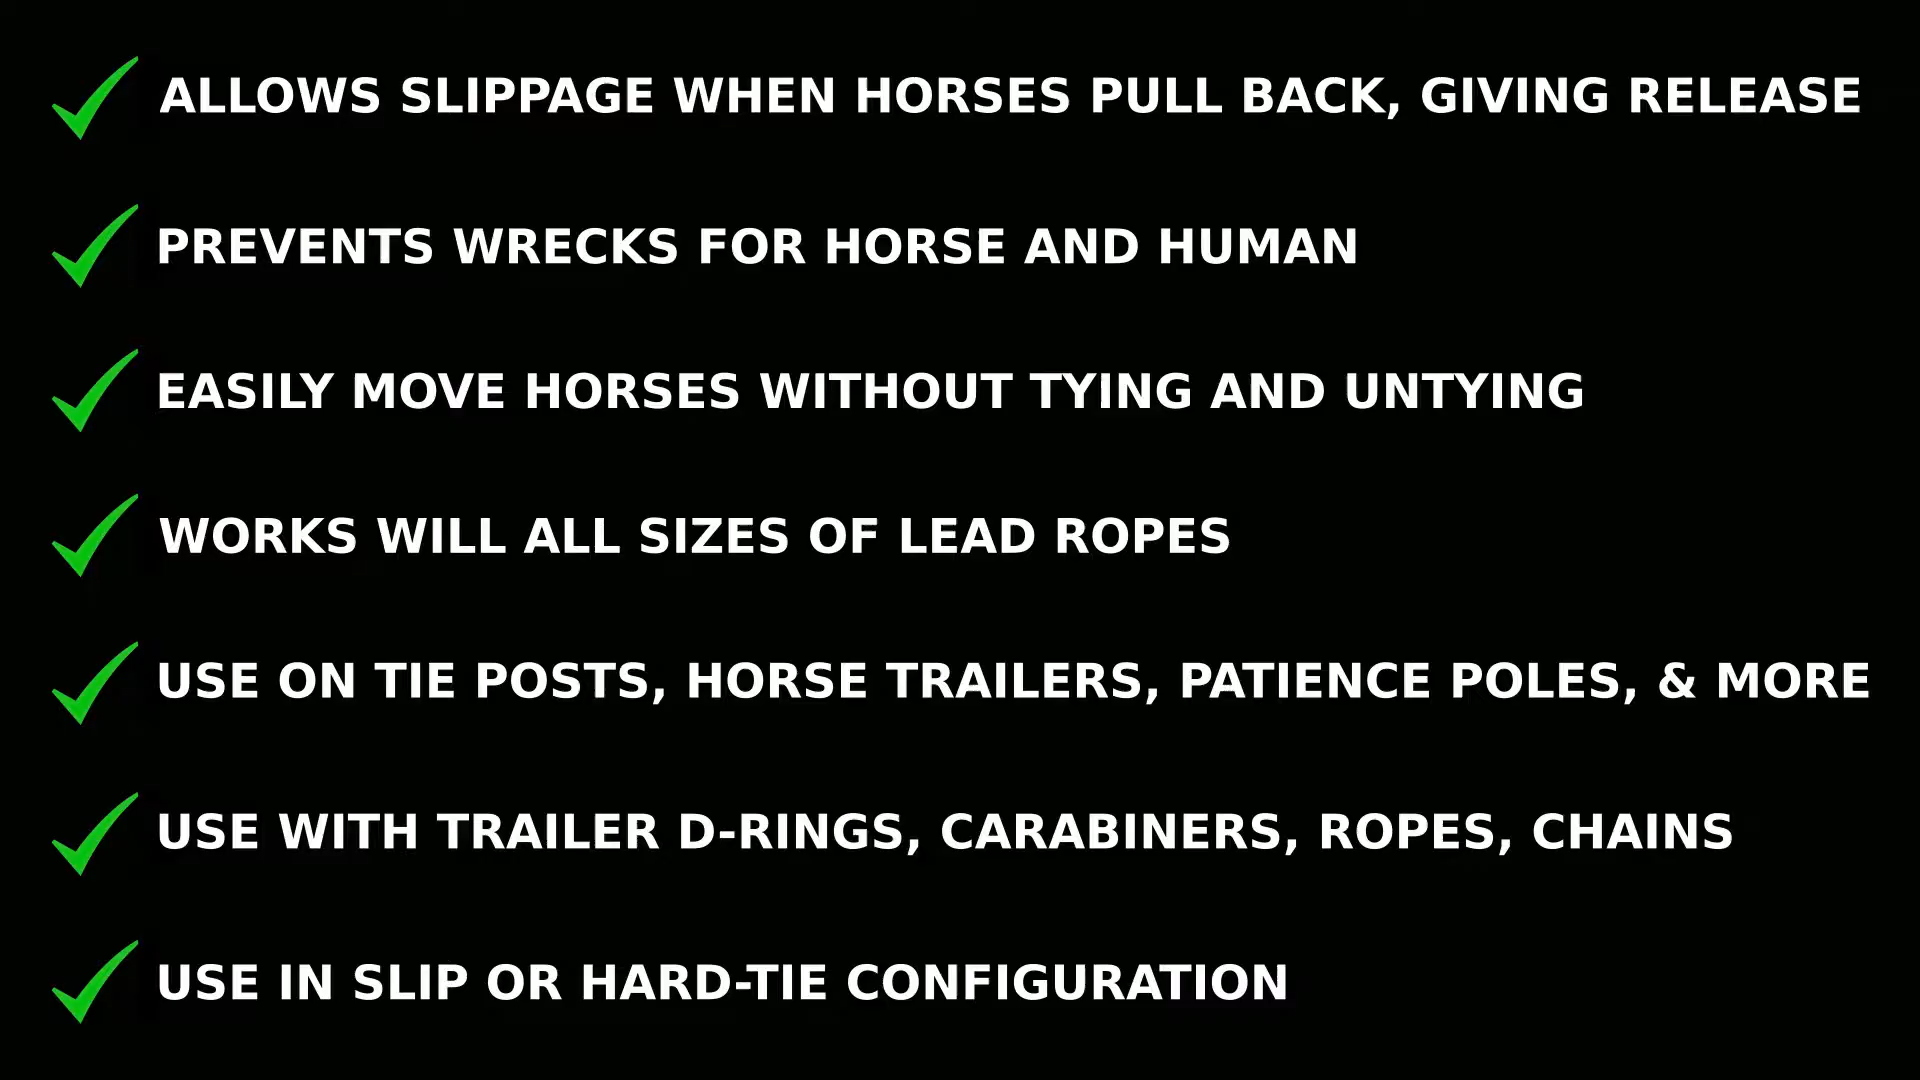 ALLOWS SLIPPAGE WHEN HORSES PULL BACK, GIVING RELEASE
PREVENTS WRECKS FOR HORSE AND HUMAN
EASILY MOVE HORSES WITHOUT TYING AND UNTYING
WORKS WILL ALL SIZES OF LEAD ROPES
USE ON TIE POSTS, HORSE TRAILERS, PATIENCE POLES, & MORE
USE WITH TRAILER D-RINGS, CARABINERS, ROPES, CHAINS
USE IN SLIP OR HARD-TIE CONFIGURATION